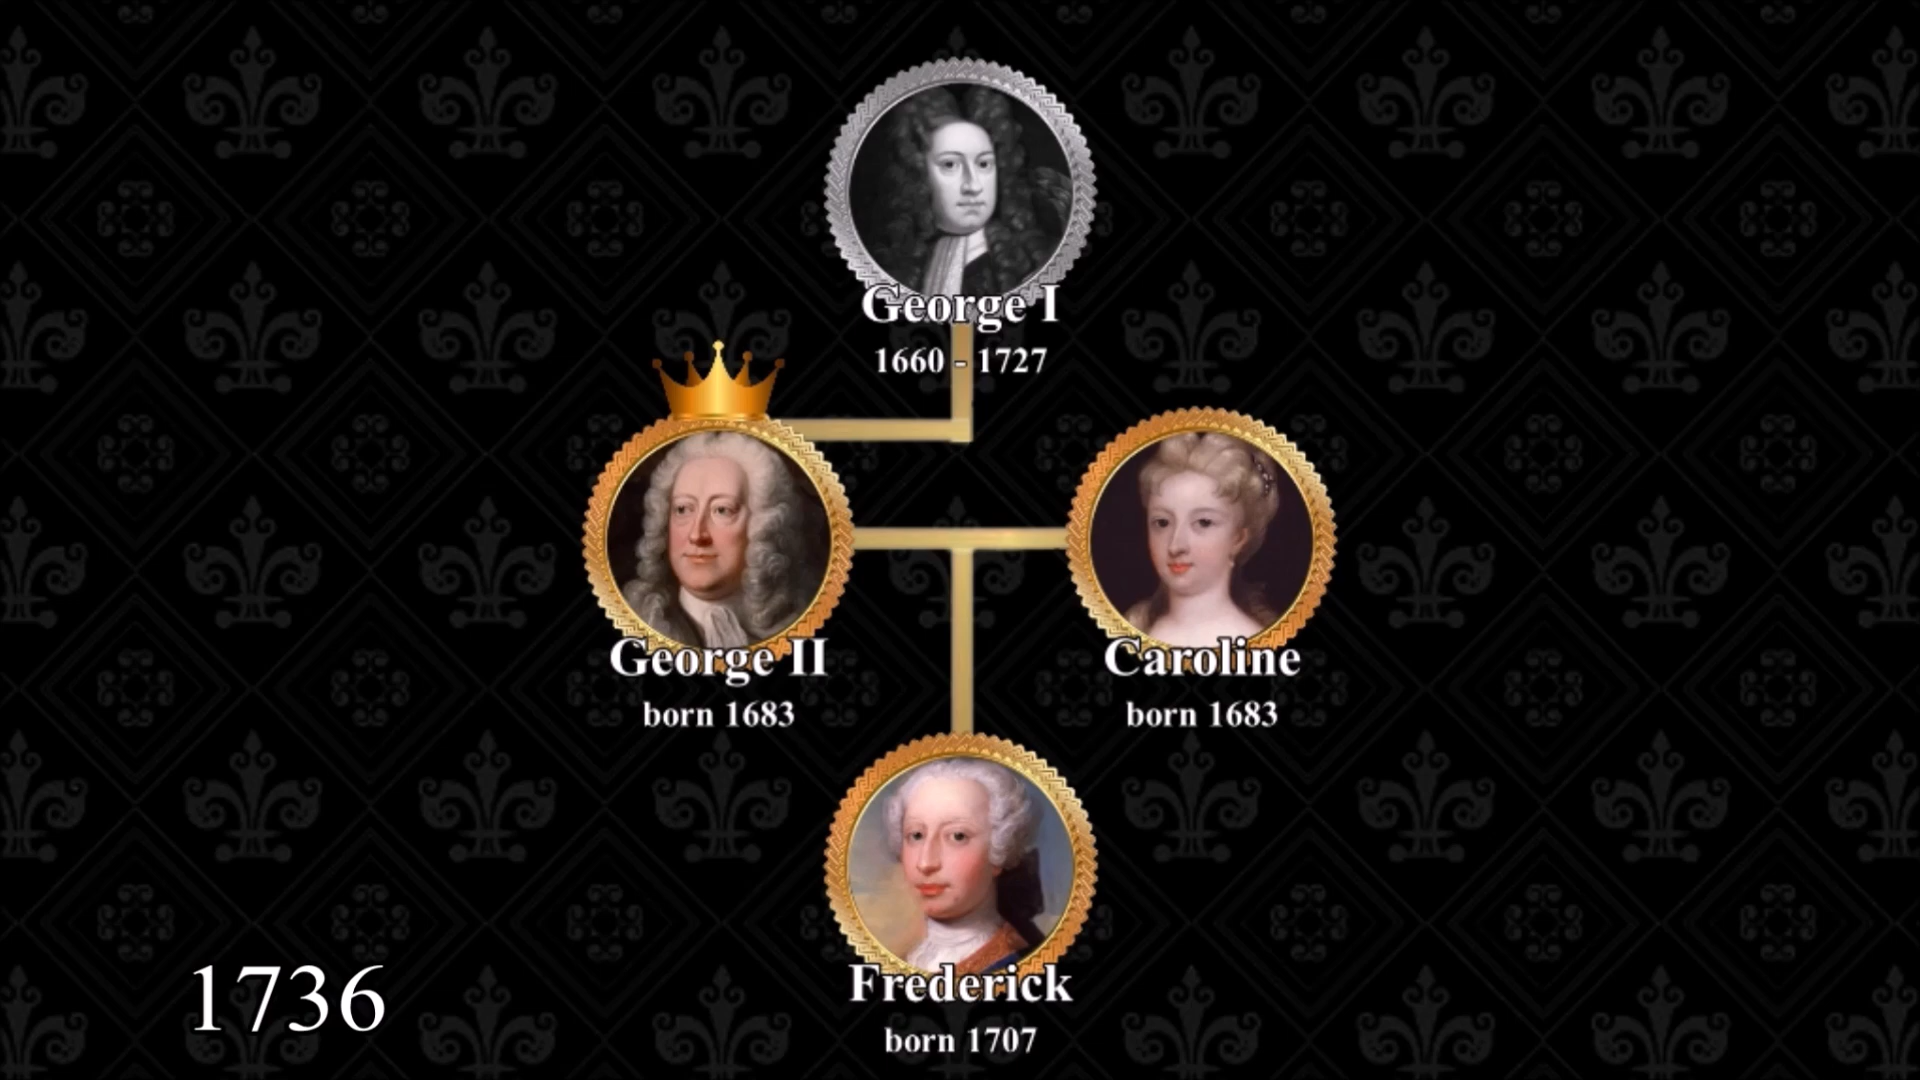 George I
1660 - 1727
George II
born 1683
Caroline
born 1683
Frederick
born 1707
1736